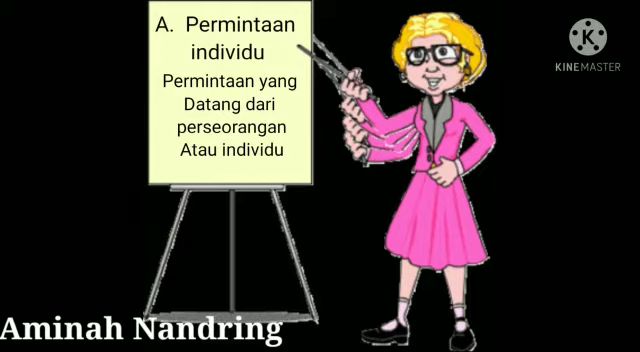 A. Permintaan
individu
Permintaan yang
Datang dari
perseorangan
Atau individu
K
KINEMASTER
Aminah Nandring